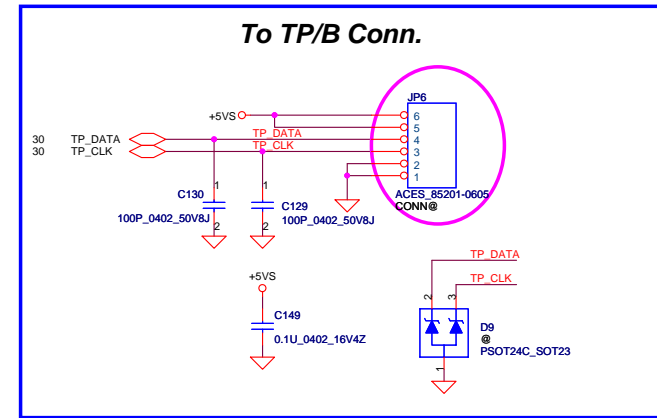 To TP/B Conn.
JP6
+5VS
6
5
30 TP_DATA TP_DATA 4
30 TP_CLK TP_CLK 3
2
1
ACES_85201-0605
CONN@
1
C130
100P_0402_50V8J
2
1
C129
100P_0402_50V8J
2
+5VS
C149
0.1U_0402_16V4Z
TP_DATA
TP_CLK
2
3
D9
@
PSOT24C_SOT23
1